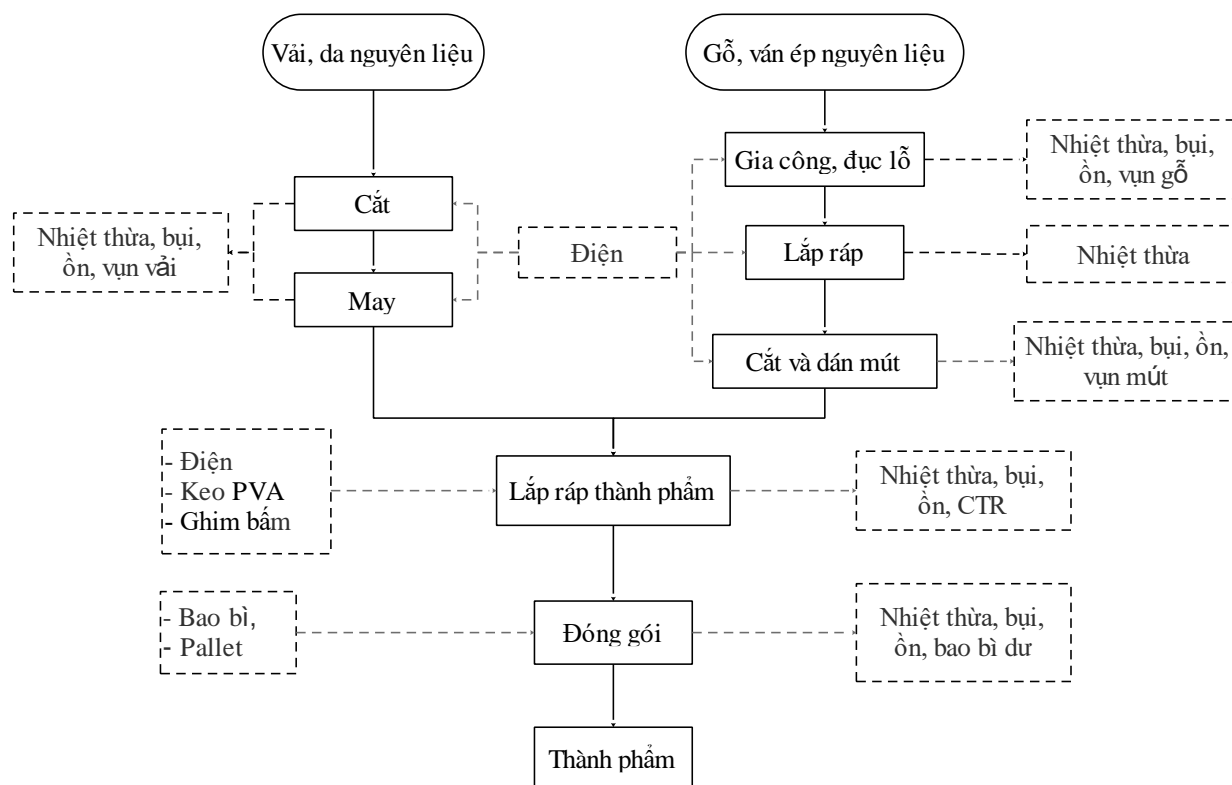 Vải, da nguyên liệu
Gỗ, ván ép nguyên liệu
Gia công, đục lỗ
Nhiệt thừa, bụi,
ồn, vụn gỗ
Cắt
Nhiệt thừa, bụi,
ồn, vụn vải
Điện
Lắp ráp
Nhiệt thừa
May
Cắt và dán mút
Nhiệt thừa, bụi, ồn,
vụn mút
- Điện
- Keo PVA
- Ghim bấm
Lắp ráp thành phẩm
Nhiệt thừa, bụi,
ồn, CTR
- Bao bì,
- Pallet
Đóng gói
Nhiệt thừa, bụi,
ồn, bao bì dư
Thành phẩm